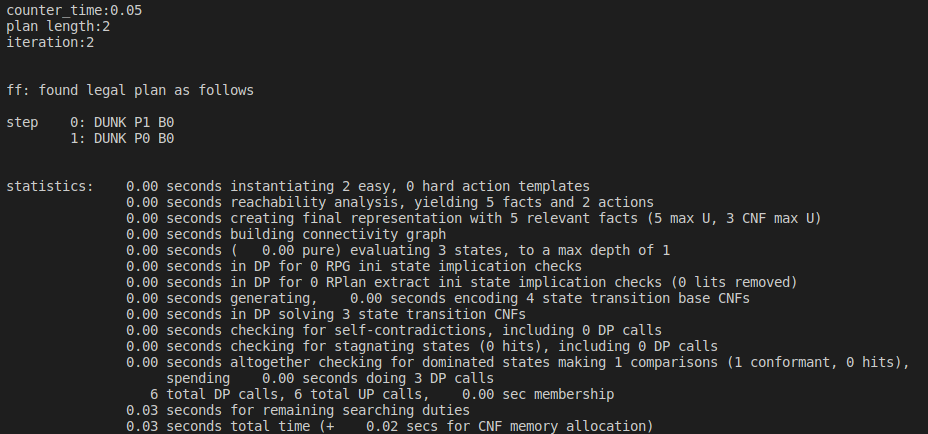 counter_time:0.05
plan length:2
iteration:2
ff: found legal plan as follows
step    0: DUNK P1 B0
        1: DUNK P0 B0
statistics:    0.00 seconds instantiating 2 easy, 0 hard action templates
               0.00 seconds reachability analysis, yielding 5 facts and 2 actions
               0.00 seconds creating final representation with 5 relevant facts (5 max U, 3 CNF max U)
               0.00 seconds building connectivity graph
               0.00 seconds (   0.00 pure) evaluating 3 states, to a max depth of 1
               0.00 seconds in DP for 0 RPG ini state implication checks
               0.00 seconds in DP for 0 RPlan extract ini state implication checks (0 lits removed)
               0.00 seconds generating,    0.00 seconds encoding 4 state transition base CNFs
               0.00 seconds in DP solving 3 state transition CNFs
               0.00 seconds checking for self-contradictions, including 0 DP calls
               0.00 seconds checking for stagnating states (0 hits), including 0 DP calls
               0.00 seconds altogether checking for dominated states making 1 comparisons (1 conformant, 0 hits),
                    spending    0.00 seconds doing 3 DP calls
                  6 total DP calls, 6 total UP calls,    0.00 sec membership
               0.03 seconds for remaining searching duties
               0.03 seconds total time (+    0.02 secs for CNF memory allocation)